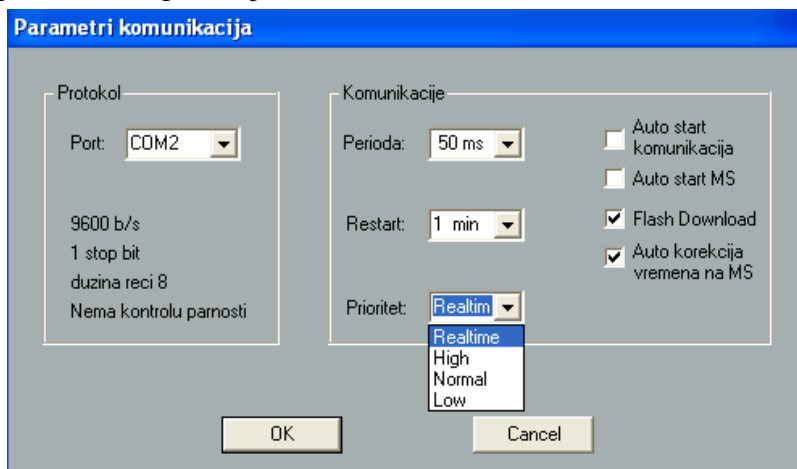 Parametri komunikacija
Protokol
Port:
COM2
9600 b/s
1 stop bit
duzina reci 8
Nema kontrolu parnosti
Komunikacije
Perioda:
50 ms
Restart:
1 min
Prioritet:
Realtim
Realtime
High
Normal
Low
Auto start
komunikacija
Auto start MS
Flash Download
Auto korekcija
vremena na MS
OK
Cancel